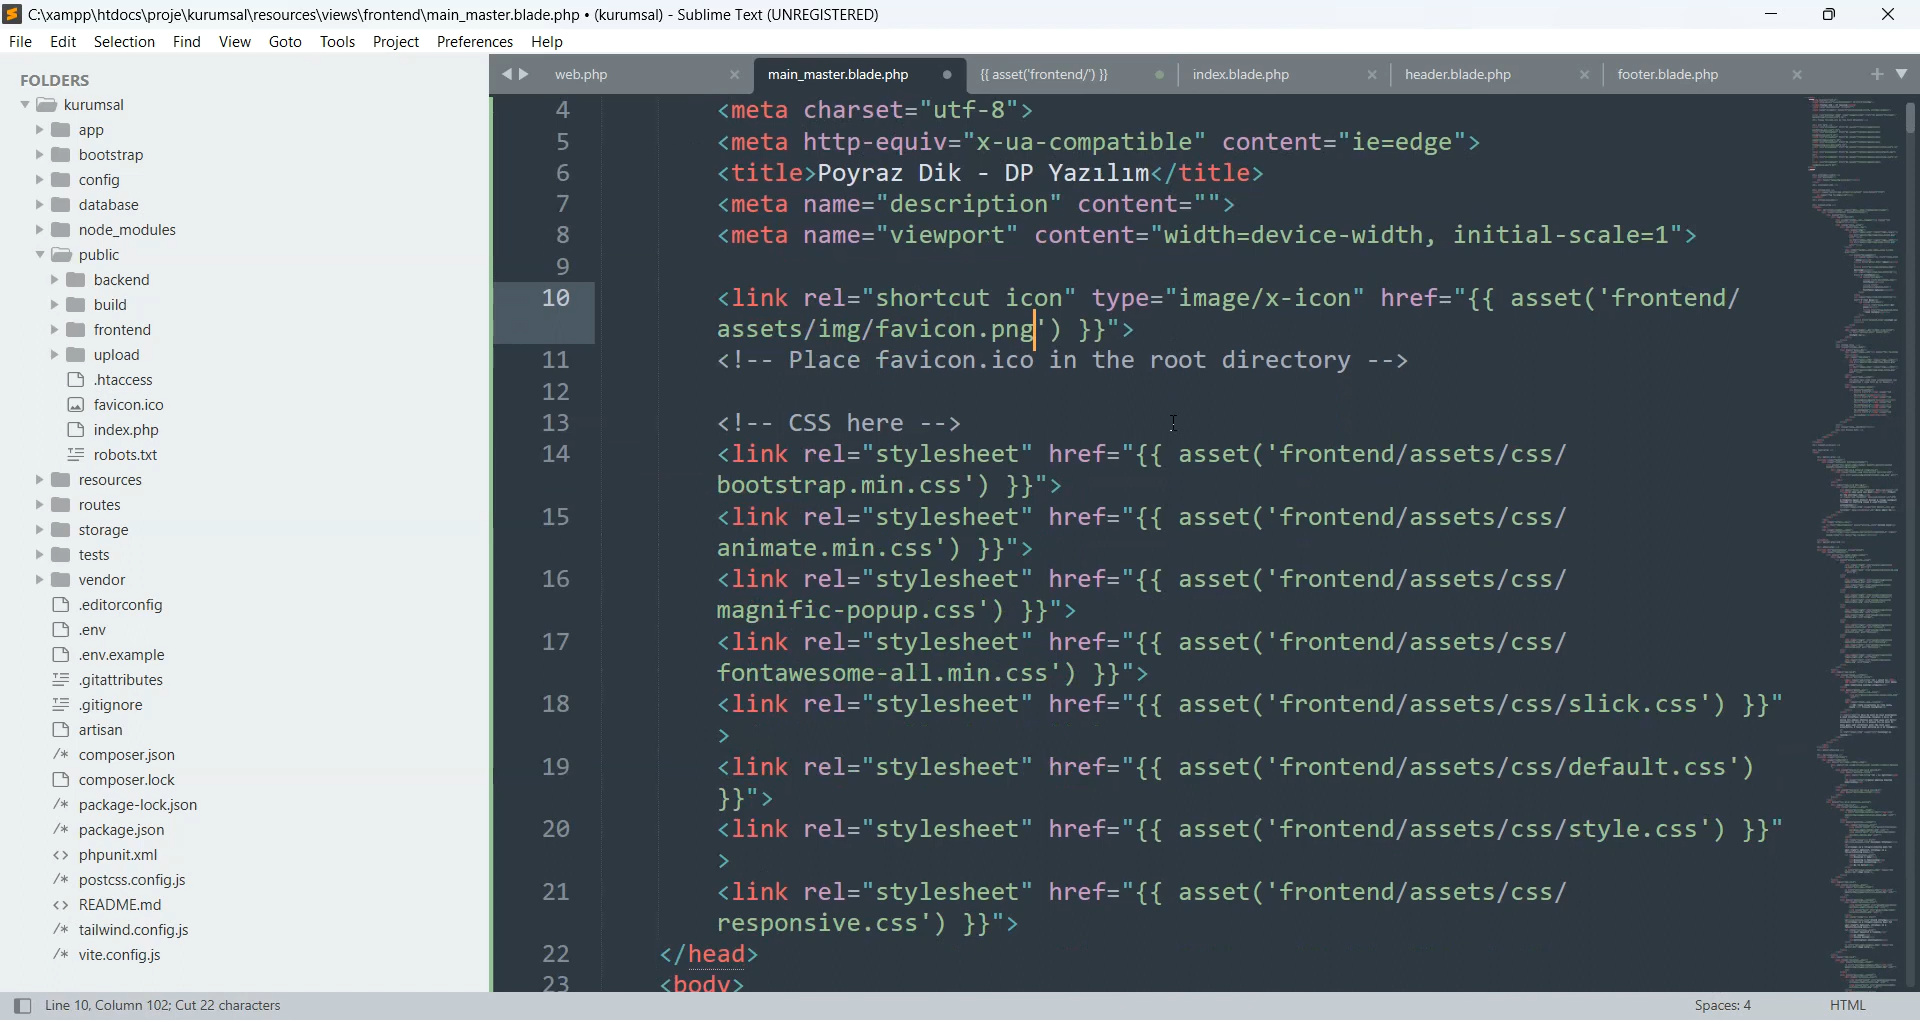 C:\xampp\htdocs\proje\kurumsal\resources\views\frontend\main_master.blade.php • (kurumsal) - Sublime Text (UNREGISTERED)
File Edit Selection Find View Goto Tools Project Preferences Help
FOLDERS
kurumsal
app
bootstrap
config
database
node_modules
public
backend
build
frontend
upload
.htaccess
favicon.ico
index.php
robots.txt
resources
routes
storage
tests
vendor
.editorconfig
.env
.env.example
.gitattributes
.gitignore
artisan
composer.json
composer.lock
package-lock.json
package.json
phpunit.xml
postcss.config.js
README.md
tailwind.config.js
vite.config.js
web.php main_master.blade.php {{ asset('frontend/') }} index.blade.php header.blade.php footer.blade.php
4 <meta charset="utf-8">
5 <meta http-equiv="x-ua-compatible" content="ie=edge">
6 <title>Poyraz Dik - DP Yazılım</title>
7 <meta name="description" content="">
8 <meta name="viewport" content="width=device-width, initial-scale=1">
9
10 <link rel="shortcut icon" type="image/x-icon" href="{{ asset('frontend/
assets/img/favicon.png') }}">
11 <!-- Place favicon.ico in the root directory -->
12
13 <!-- CSS here -->
14 <link rel="stylesheet" href="{{ asset('frontend/assets/css/
bootstrap.min.css') }}">
15 <link rel="stylesheet" href="{{ asset('frontend/assets/css/
animate.min.css') }}">
16 <link rel="stylesheet" href="{{ asset('frontend/assets/css/
magnific-popup.css') }}">
17 <link rel="stylesheet" href="{{ asset('frontend/assets/css/
fontawesome-all.min.css') }}">
18 <link rel="stylesheet" href="{{ asset('frontend/assets/css/slick.css') }}"
>
19 <link rel="stylesheet" href="{{ asset('frontend/assets/css/default.css')
}}">
20 <link rel="stylesheet" href="{{ asset('frontend/assets/css/style.css') }}"
>
21 <link rel="stylesheet" href="{{ asset('frontend/assets/css/
responsive.css') }}">
22 </head>
23 <body>
Line 10, Column 102; Cut 22 characters Spaces: 4 HTML